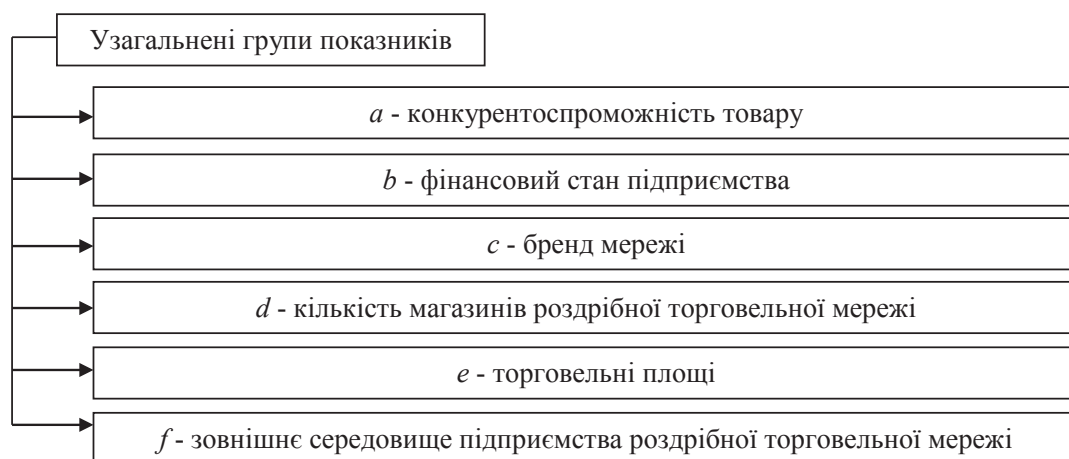 Узагальнені групи показників
a - конкурентоспроможність товару
b - фінансовий стан підприємства
c - бренд мережі
d - кількість магазинів роздрібної торговельної мережі
e - торговельні площі
f - зовнішнє середовище підприємства роздрібної торговельної мережі